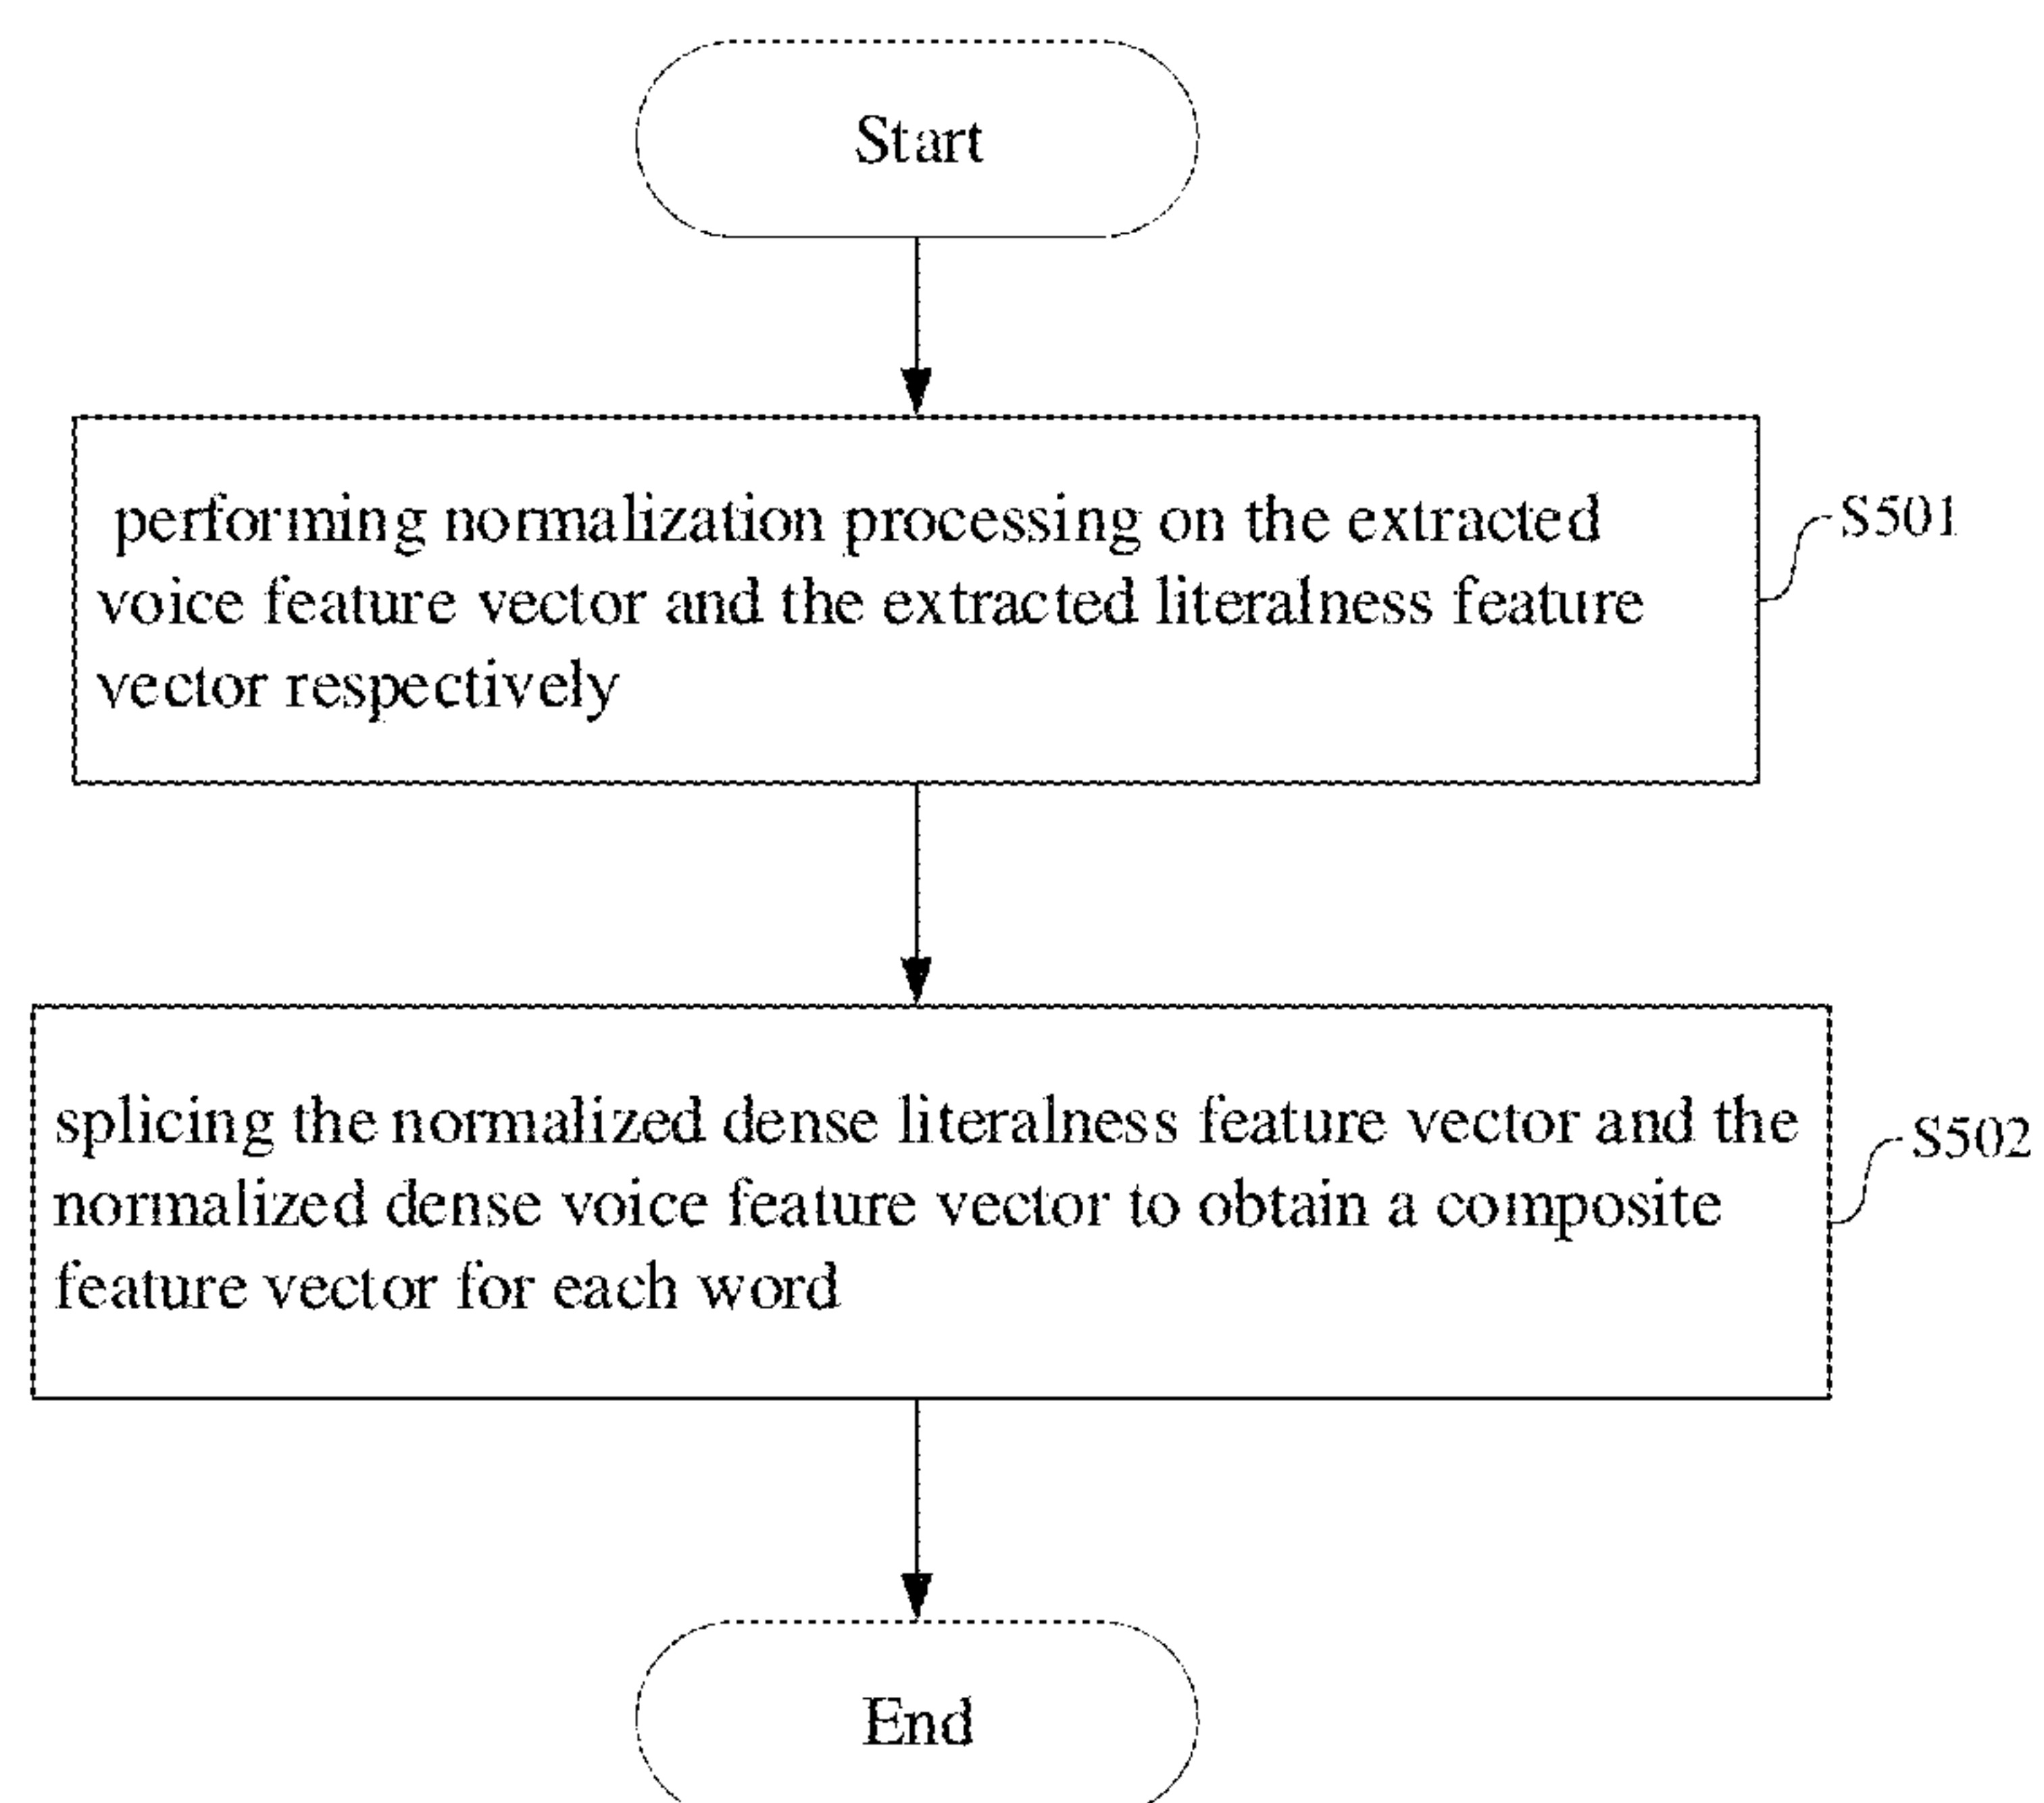 Start
performing normalization processing on the extracted
voice feature vector and the extracted literalness feature
vector respectively
S501
splicing the normalized dense literalness feature vector and the
normalized dense voice feature vector to obtain a composite
feature vector for each word
S502
End